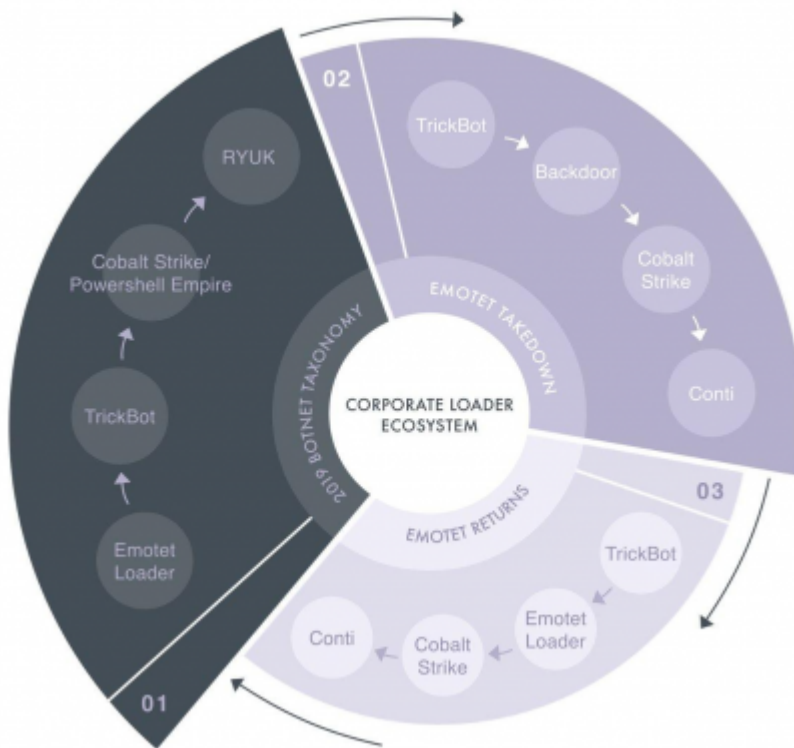 CORPORATE LOADER
ECOSYSTEM
01
2019 BOTNET TAXONOMY
Emotet
Loader
TrickBot
Cobalt Strike/
Powershell Empire
RYUK
02
EMOTET TAKEDOWN
TrickBot
Backdoor
Cobalt
Strike
Conti
03
EMOTET RETURNS
TrickBot
Emotet
Loader
Cobalt
Strike
Conti